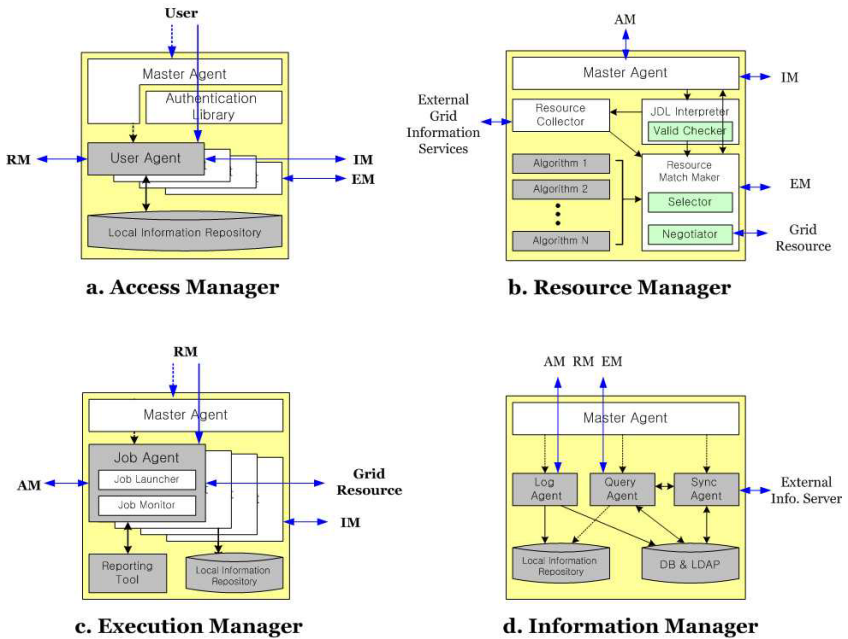 User
Master Agent
Authentication
Library
RM
User Agent
IM
EM
Local Information Repository
a. Access Manager
AM
Master Agent
IM
External
Grid
Information
Services
Resource
Collector
JDL Interpreter
Valid Checker
Algorithm 1
Algorithm 2
Algorithm N
Resource
Match Maker
Selector
Negotiator
EM
Grid
Resource
b. Resource Manager
RM
Master Agent
Job Agent
Job Launcher
Job Monitor
AM
Grid
Resource
IM
Reporting
Tool
Local Information
Repository
c. Execution Manager
AM RM EM
Master Agent
Log
Agent
Query
Agent
Sync
Agent
External
Info. Server
Local Information
Repository
DB & LDAP
d. Information Manager